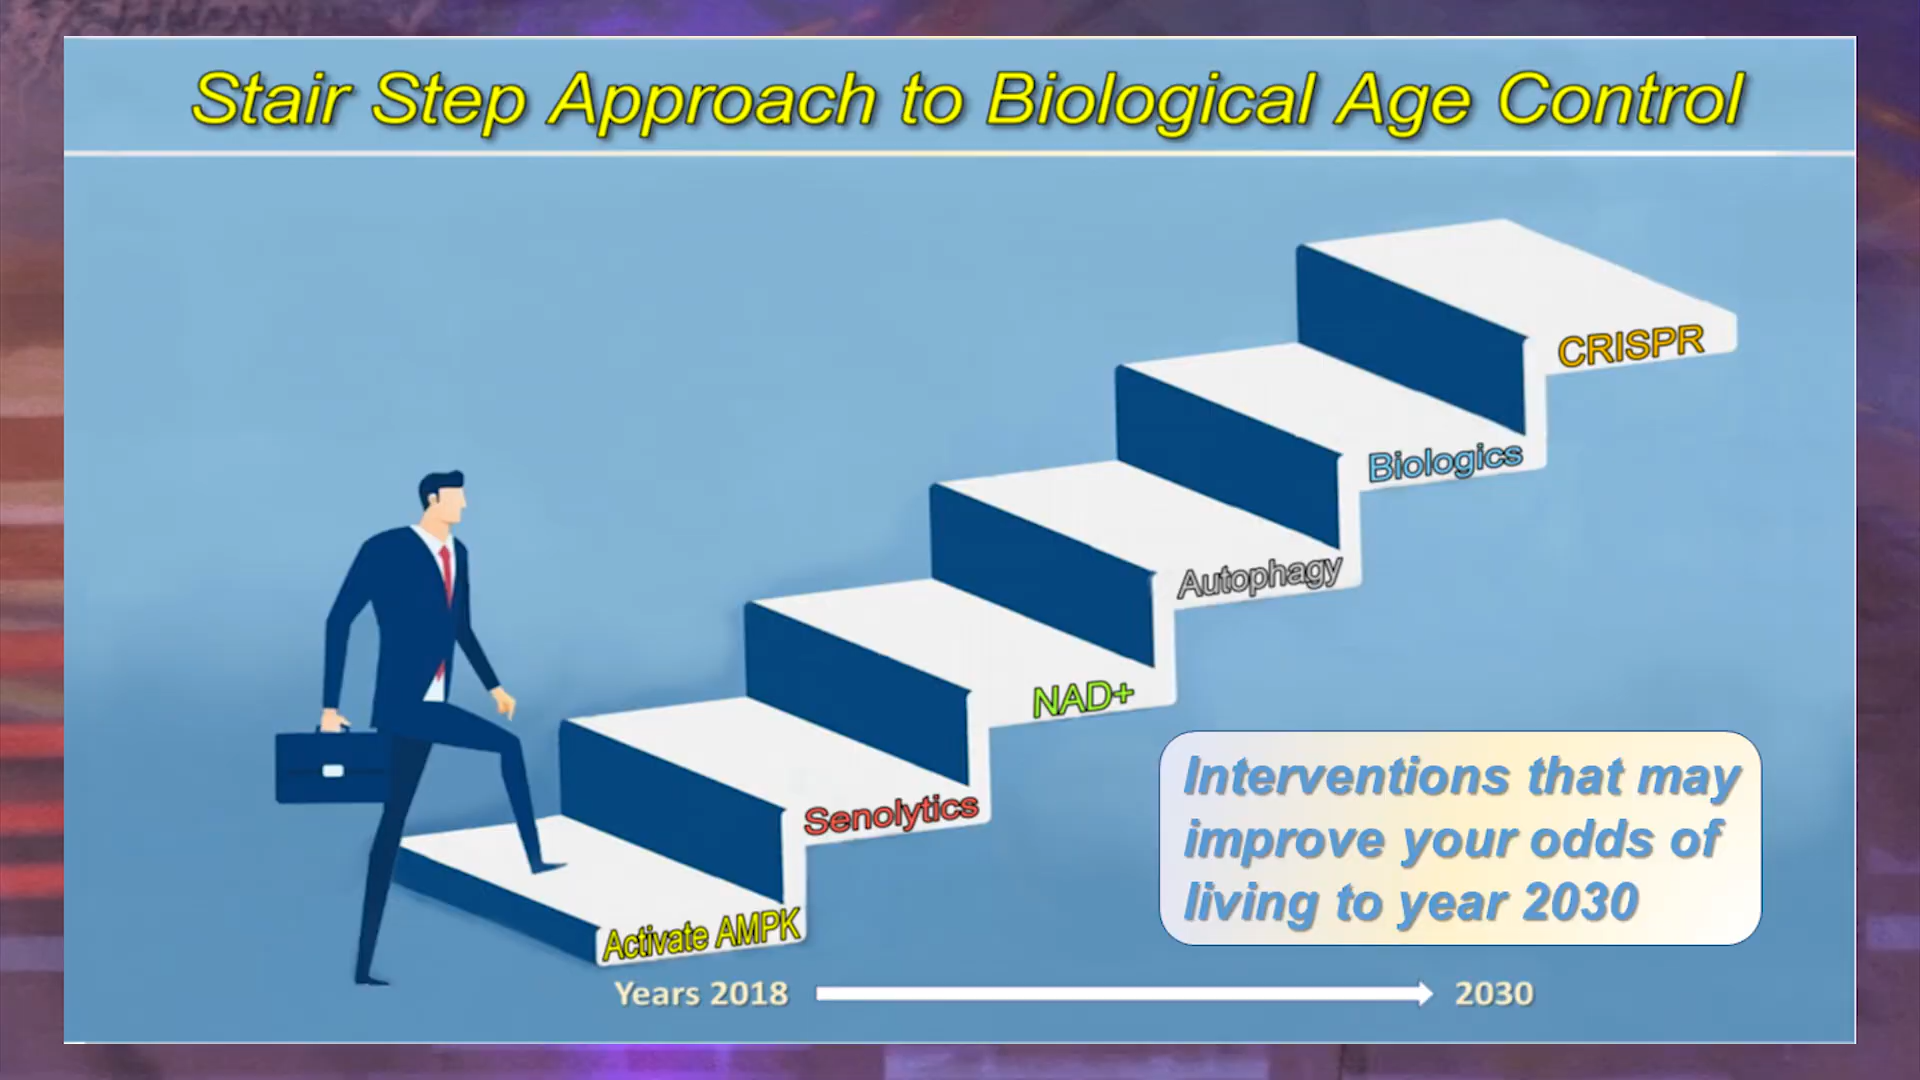 Stair Step Approach to Biological Age Control
CRISPR
Biologics
Autophagy
NAD+
Senolytics
Activate AMPK
Interventions that may
improve your odds of
living to year 2030
Years 2018
2030